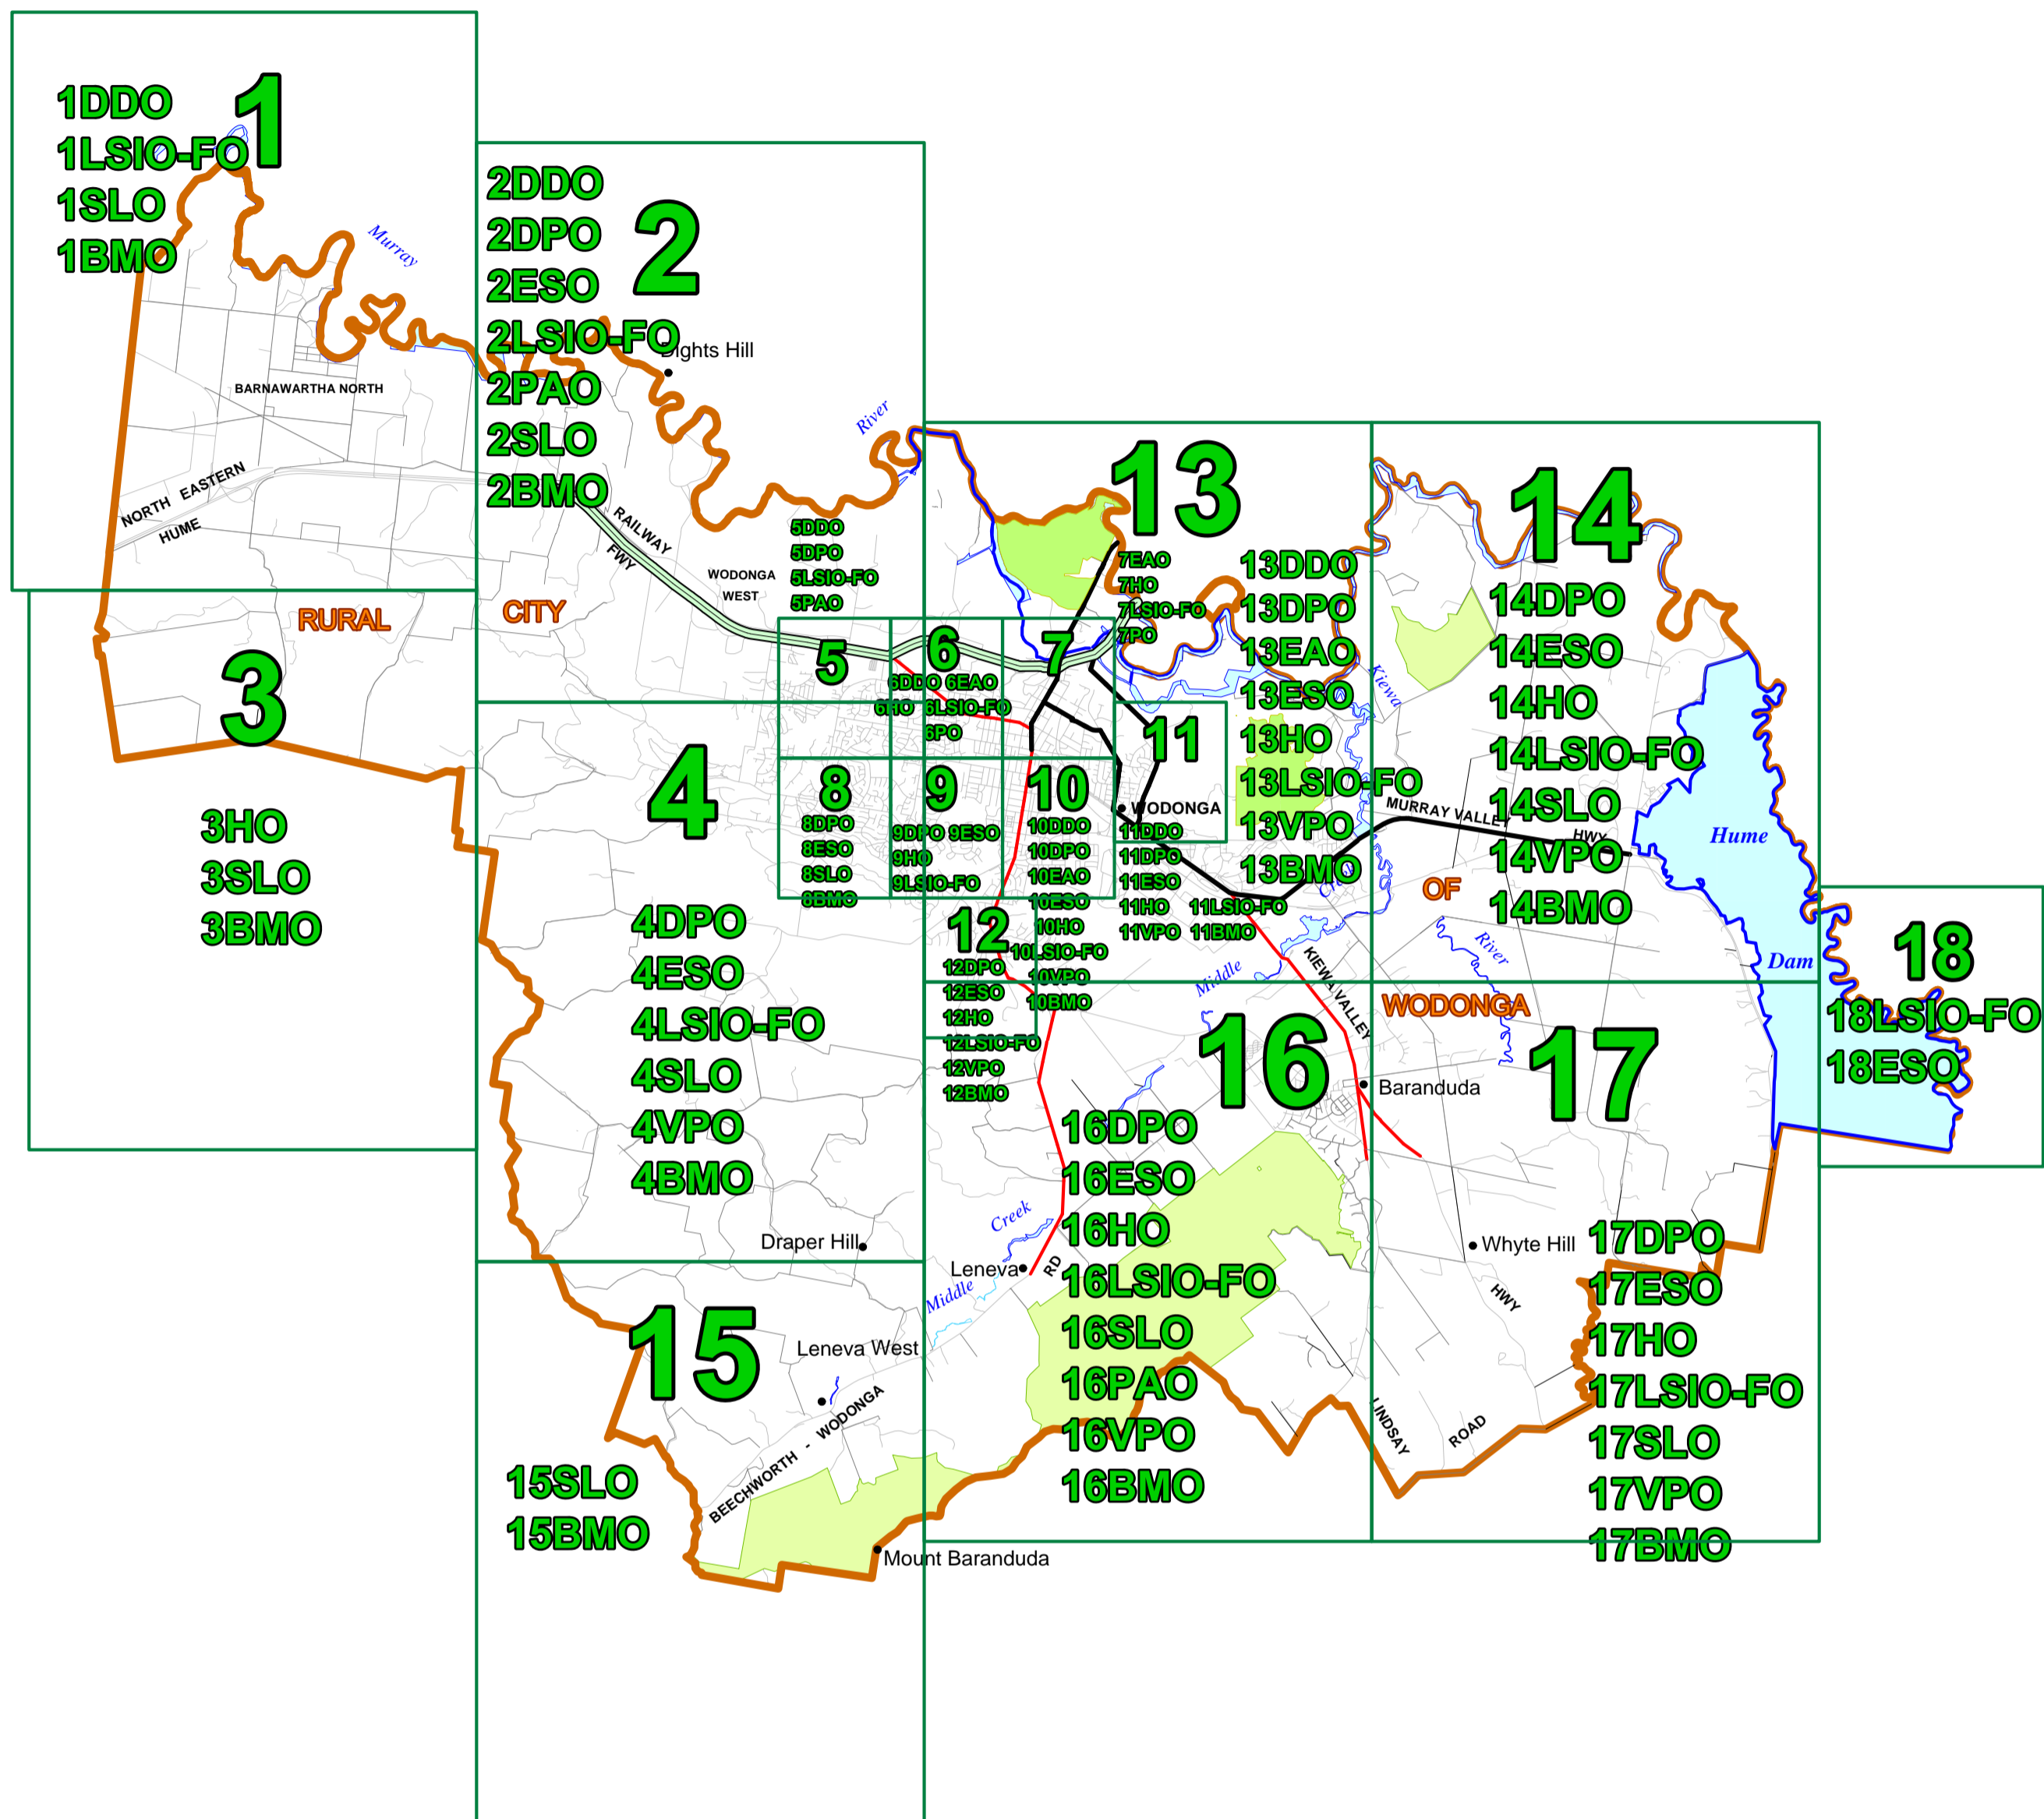 1
1DDO
1LSIO-FO
1SLO
1BMO
Murray
BARNAWARTHA NORTH
NORTH EASTERN
HUME
2
2DDO
2DPO
2ESO
2LSIO-FO
2PAO
2SLO
2BMO
Dights Hill
River
RAILWAY
FWY
WODONGA
WEST
RURAL
CITY
3
3HO
3SLO
3BMO
4
4DPO
4ESO
4LSIO-FO
4SLO
4VPO
4BMO
Draper Hill
5DDO
5DPO
5LSIO-FO
5PAO
5
6
6DDO 6EAO
6HO 6LSIO-FO
6PO
7
7EAO
7HO
7LSIO-FO
7PO
8
8DPO
8ESO
8SLO
8BMO
9
9DPO 9ESO
9HO
9LSIO-FO
10
10DDO
10DPO
10EAO
10ESO
10HO
10LSIO-FO
10VPO
10BMO
11
WODONGA
11DDO
11DPO
11ESO
11HO 11LSIO-FO
11VPO 11BMO
12
12DPO
12ESO
12HO
12LSIO-FO
12VPO
12BMO
13
13DDO
13DPO
13EAO
13ESO
13HO
13LSIO-FO
13VPO
13BMO
Kiewa
Creek
MURRAY VALLEY
HWY
14
14DPO
14ESO
14HO
14LSIO-FO
14SLO
14VPO
14BMO
Hume
Dam
OF
River
WODONGA
Middle
KIEWA VALLEY
15
15SLO
15BMO
Leneva West
BEECHWORTH - WODONGA
RD
Mount Baranduda
Leneva
Middle
Creek
16
16DPO
16ESO
16HO
16LSIO-FO
16SLO
16PAO
16VPO
16BMO
Baranduda
17
Whyte Hill
HWY
LINDSAY
ROAD
17DPO
17ESO
17HO
17LSIO-FO
17SLO
17VPO
17BMO
18
18LSIO-FO
18ESO